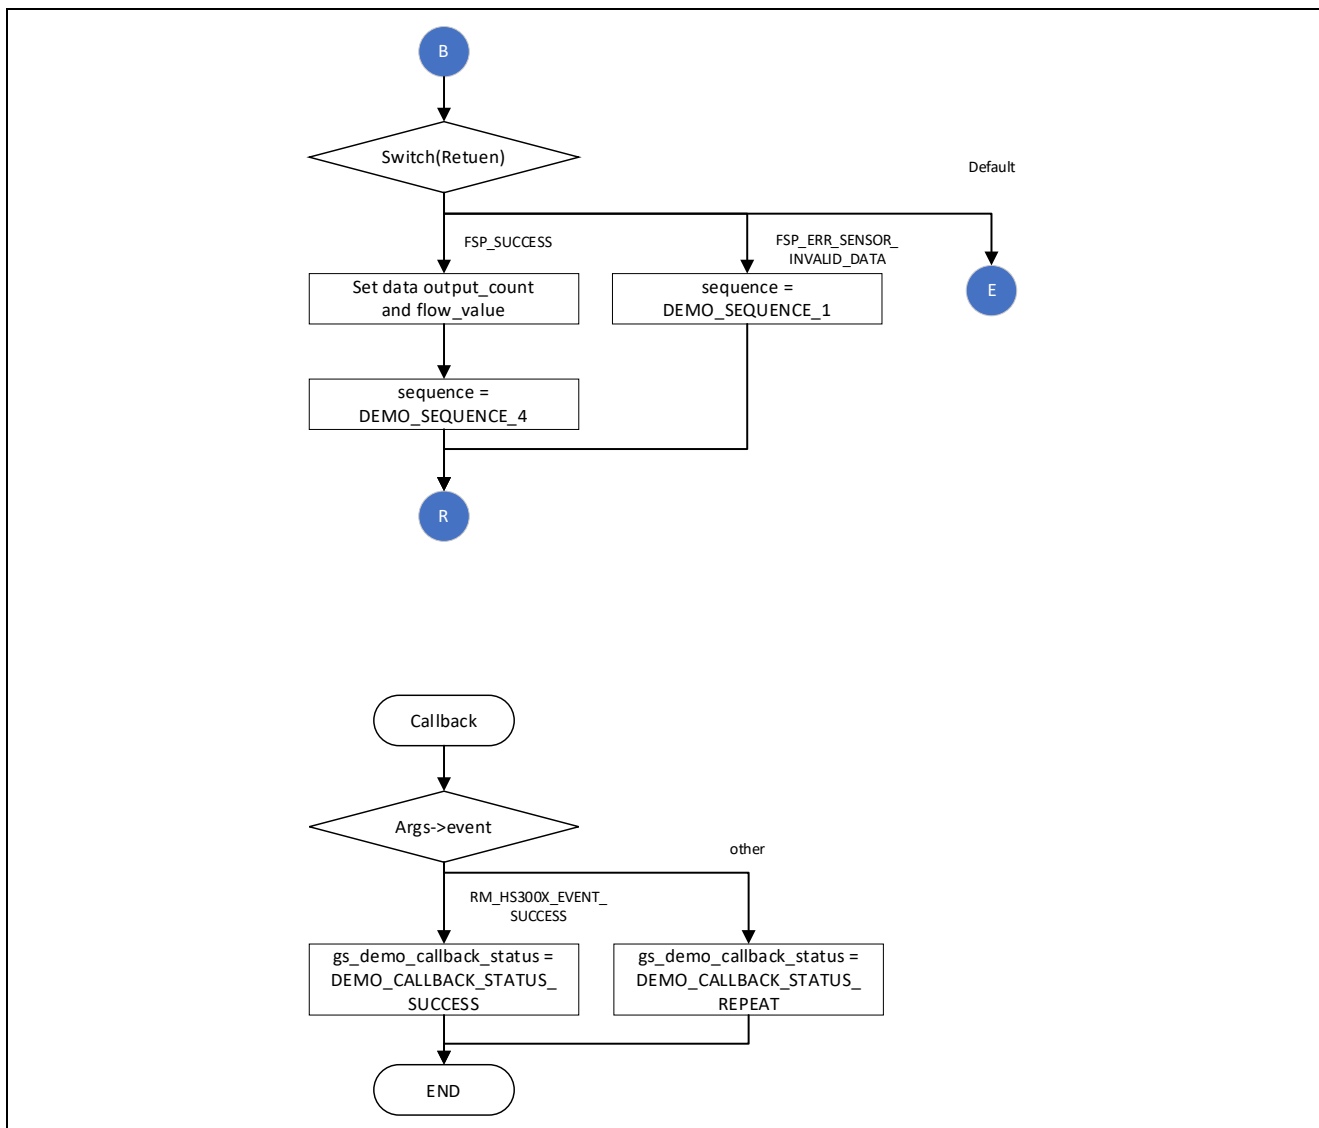 B
Switch(Retuen)
Default
FSP_SUCCESS
FSP_ERR_SENSOR_
INVALID_DATA
Set data output_count
and flow_value
sequence =
DEMO_SEQUENCE_1
E
sequence =
DEMO_SEQUENCE_4
R
Callback
Args->event
other
RM_HS300X_EVENT_
SUCCESS
gs_demo_callback_status =
DEMO_CALLBACK_STATUS_
SUCCESS
gs_demo_callback_status =
DEMO_CALLBACK_STATUS_
REPEAT
END